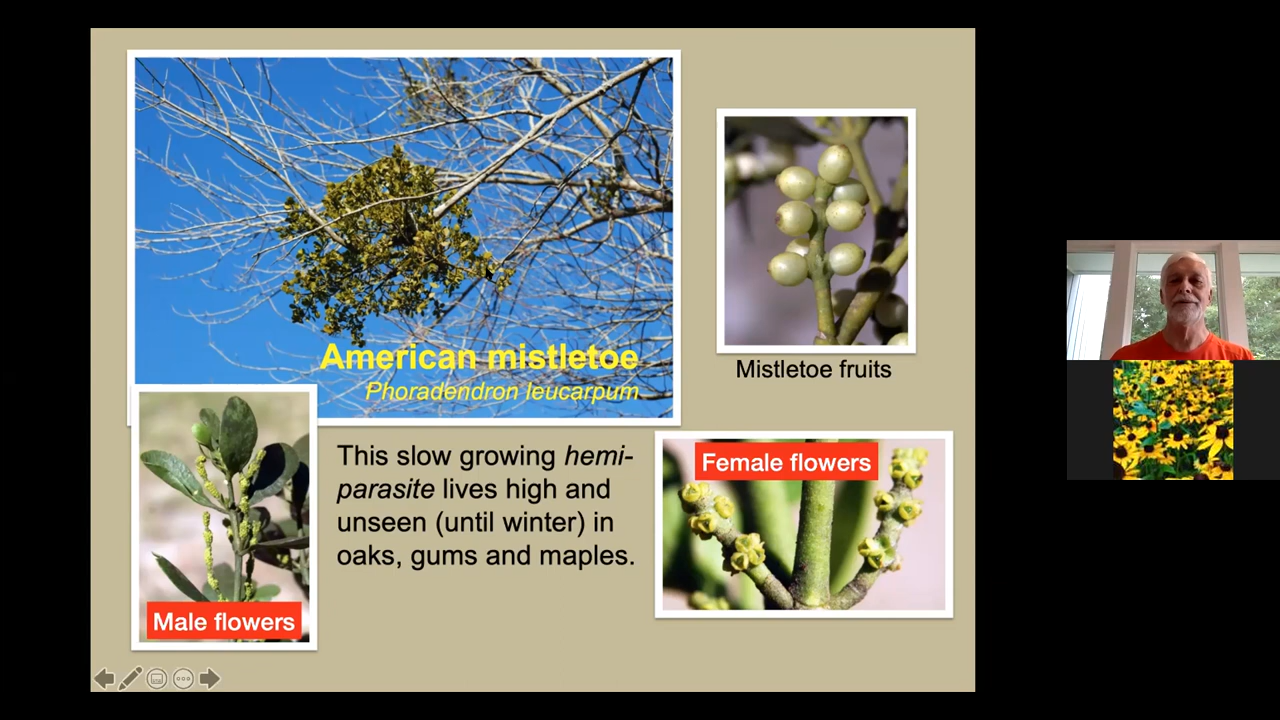 American mistletoe
Phoradendron leucarpum
Mistletoe fruits
This slow growing hemi-
parasite lives high and
unseen (until winter) in
oaks, gums and maples.
Female flowers
Male flowers